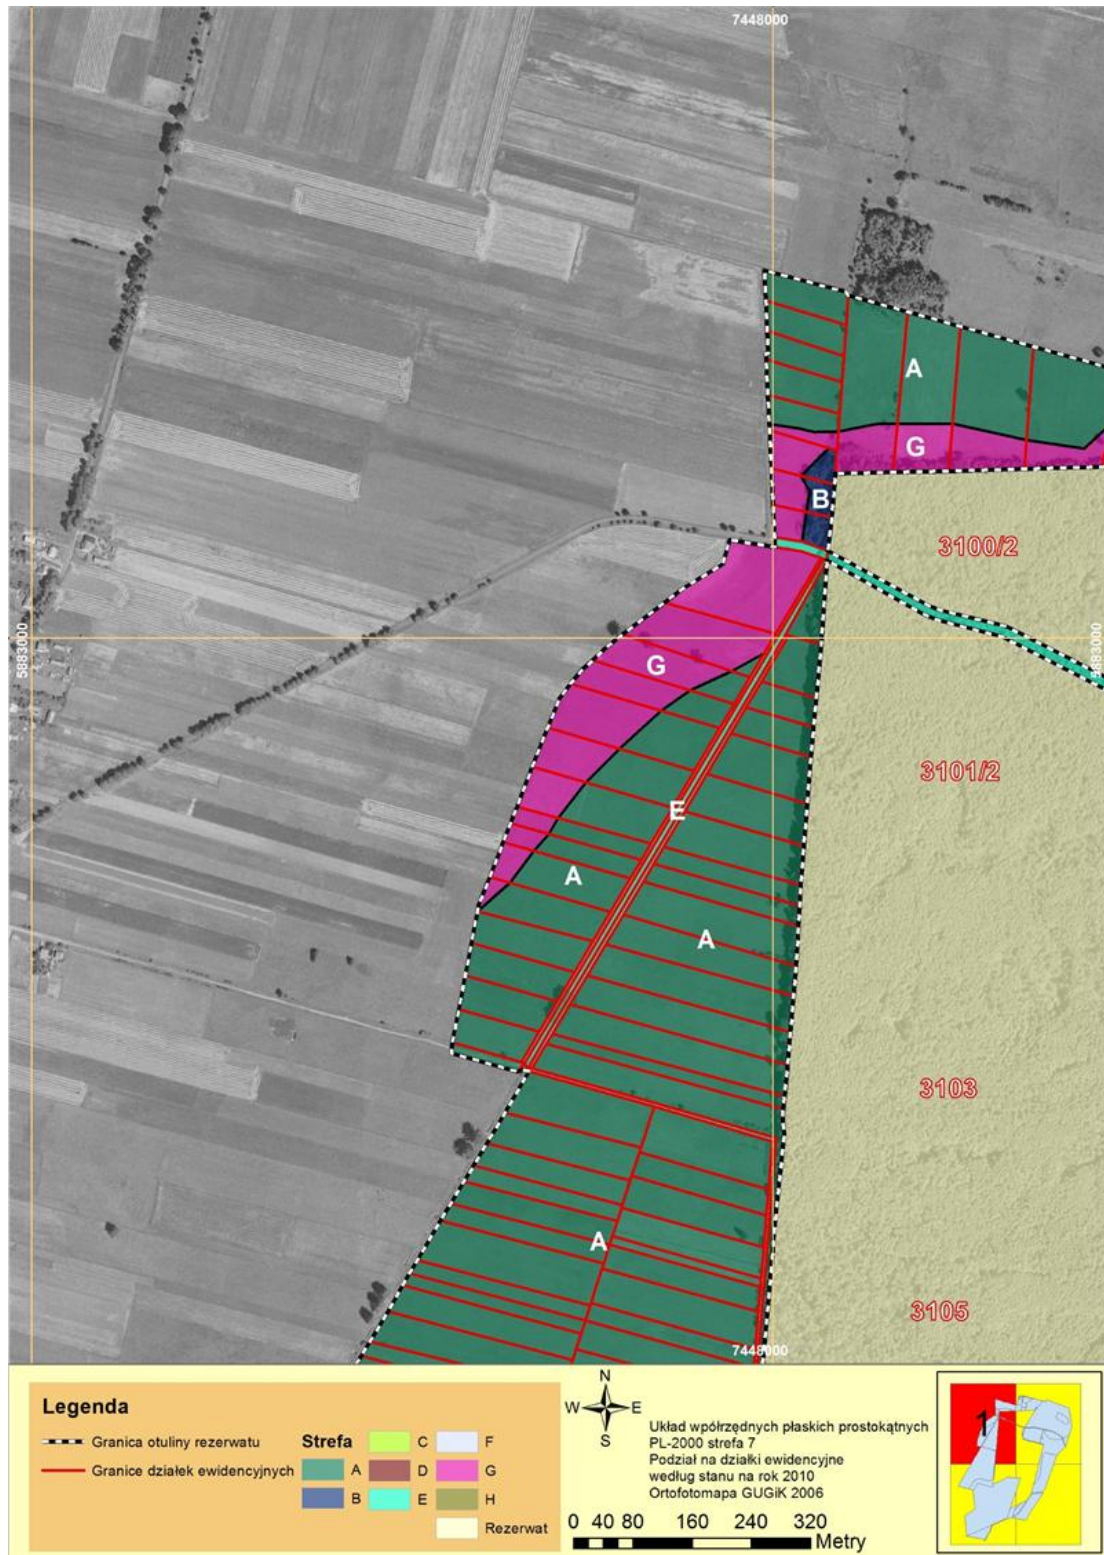 7448000
A
G
B
3100/2
5883000
5883000
G
3101/2
E
A
A
3103
A
3105
7448000
Legenda
Granica otuliny rezerwatu
Granice działek ewidencyjnych
Strefa
A
B
C
D
E
F
G
H
Rezerwat
N
W E
S
Układ wpółrzędnych płaskich prostokątnych
PL-2000 strefa 7
Podział na działki ewidencyjne
według stanu na rok 2010
Ortofotomapa GUGiK 2006
0 40 80 160 240 320
Metry
1